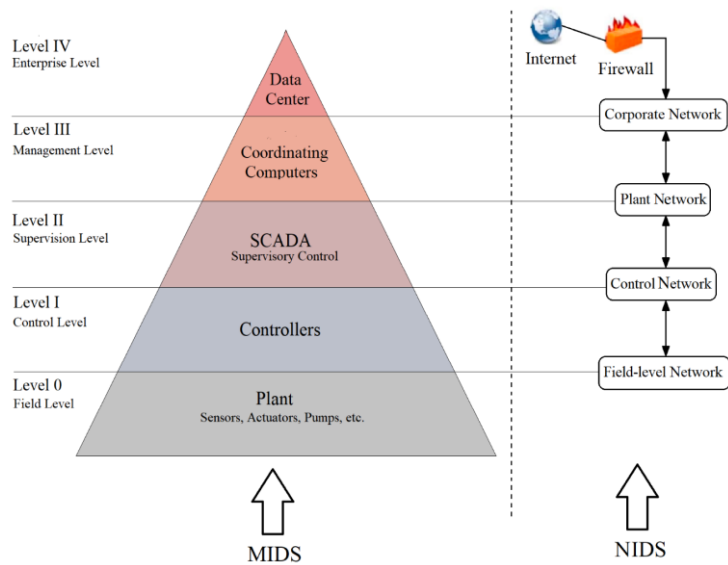 Level IV
Enterprise Level
Data
Center
Level III
Management Level
Coordinating
Computers
Level II
Supervision Level
SCADA
Supervisory Control
Level I
Control Level
Controllers
Level 0
Field Level
Plant
Sensors, Actuators, Pumps, etc.
MIDS
Internet
Firewall
Corporate Network
Plant Network
Control Network
Field-level Network
NIDS